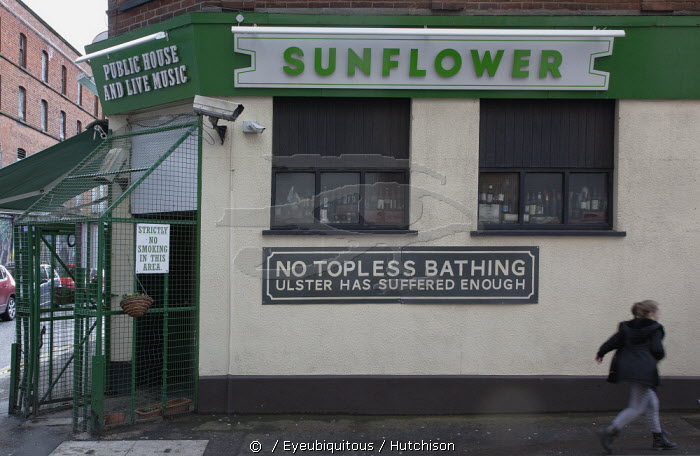 PUBLIC HOUSE
AND LIVE MUSIC
SUNFLOWER
STRICTLY
NO
SMOKING
IN THIS
AREA
NO TOPLESS BATHING
ULSTER HAS SUFFERED ENOUGH
© / Eyeubiquitous / Hutchison